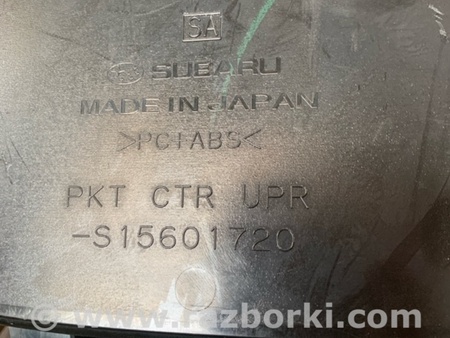 SA
SUBARU
MADE IN JAPAN
>PC+ABS<
PKT CTR UPR
-S15601720
© www.razborki.com